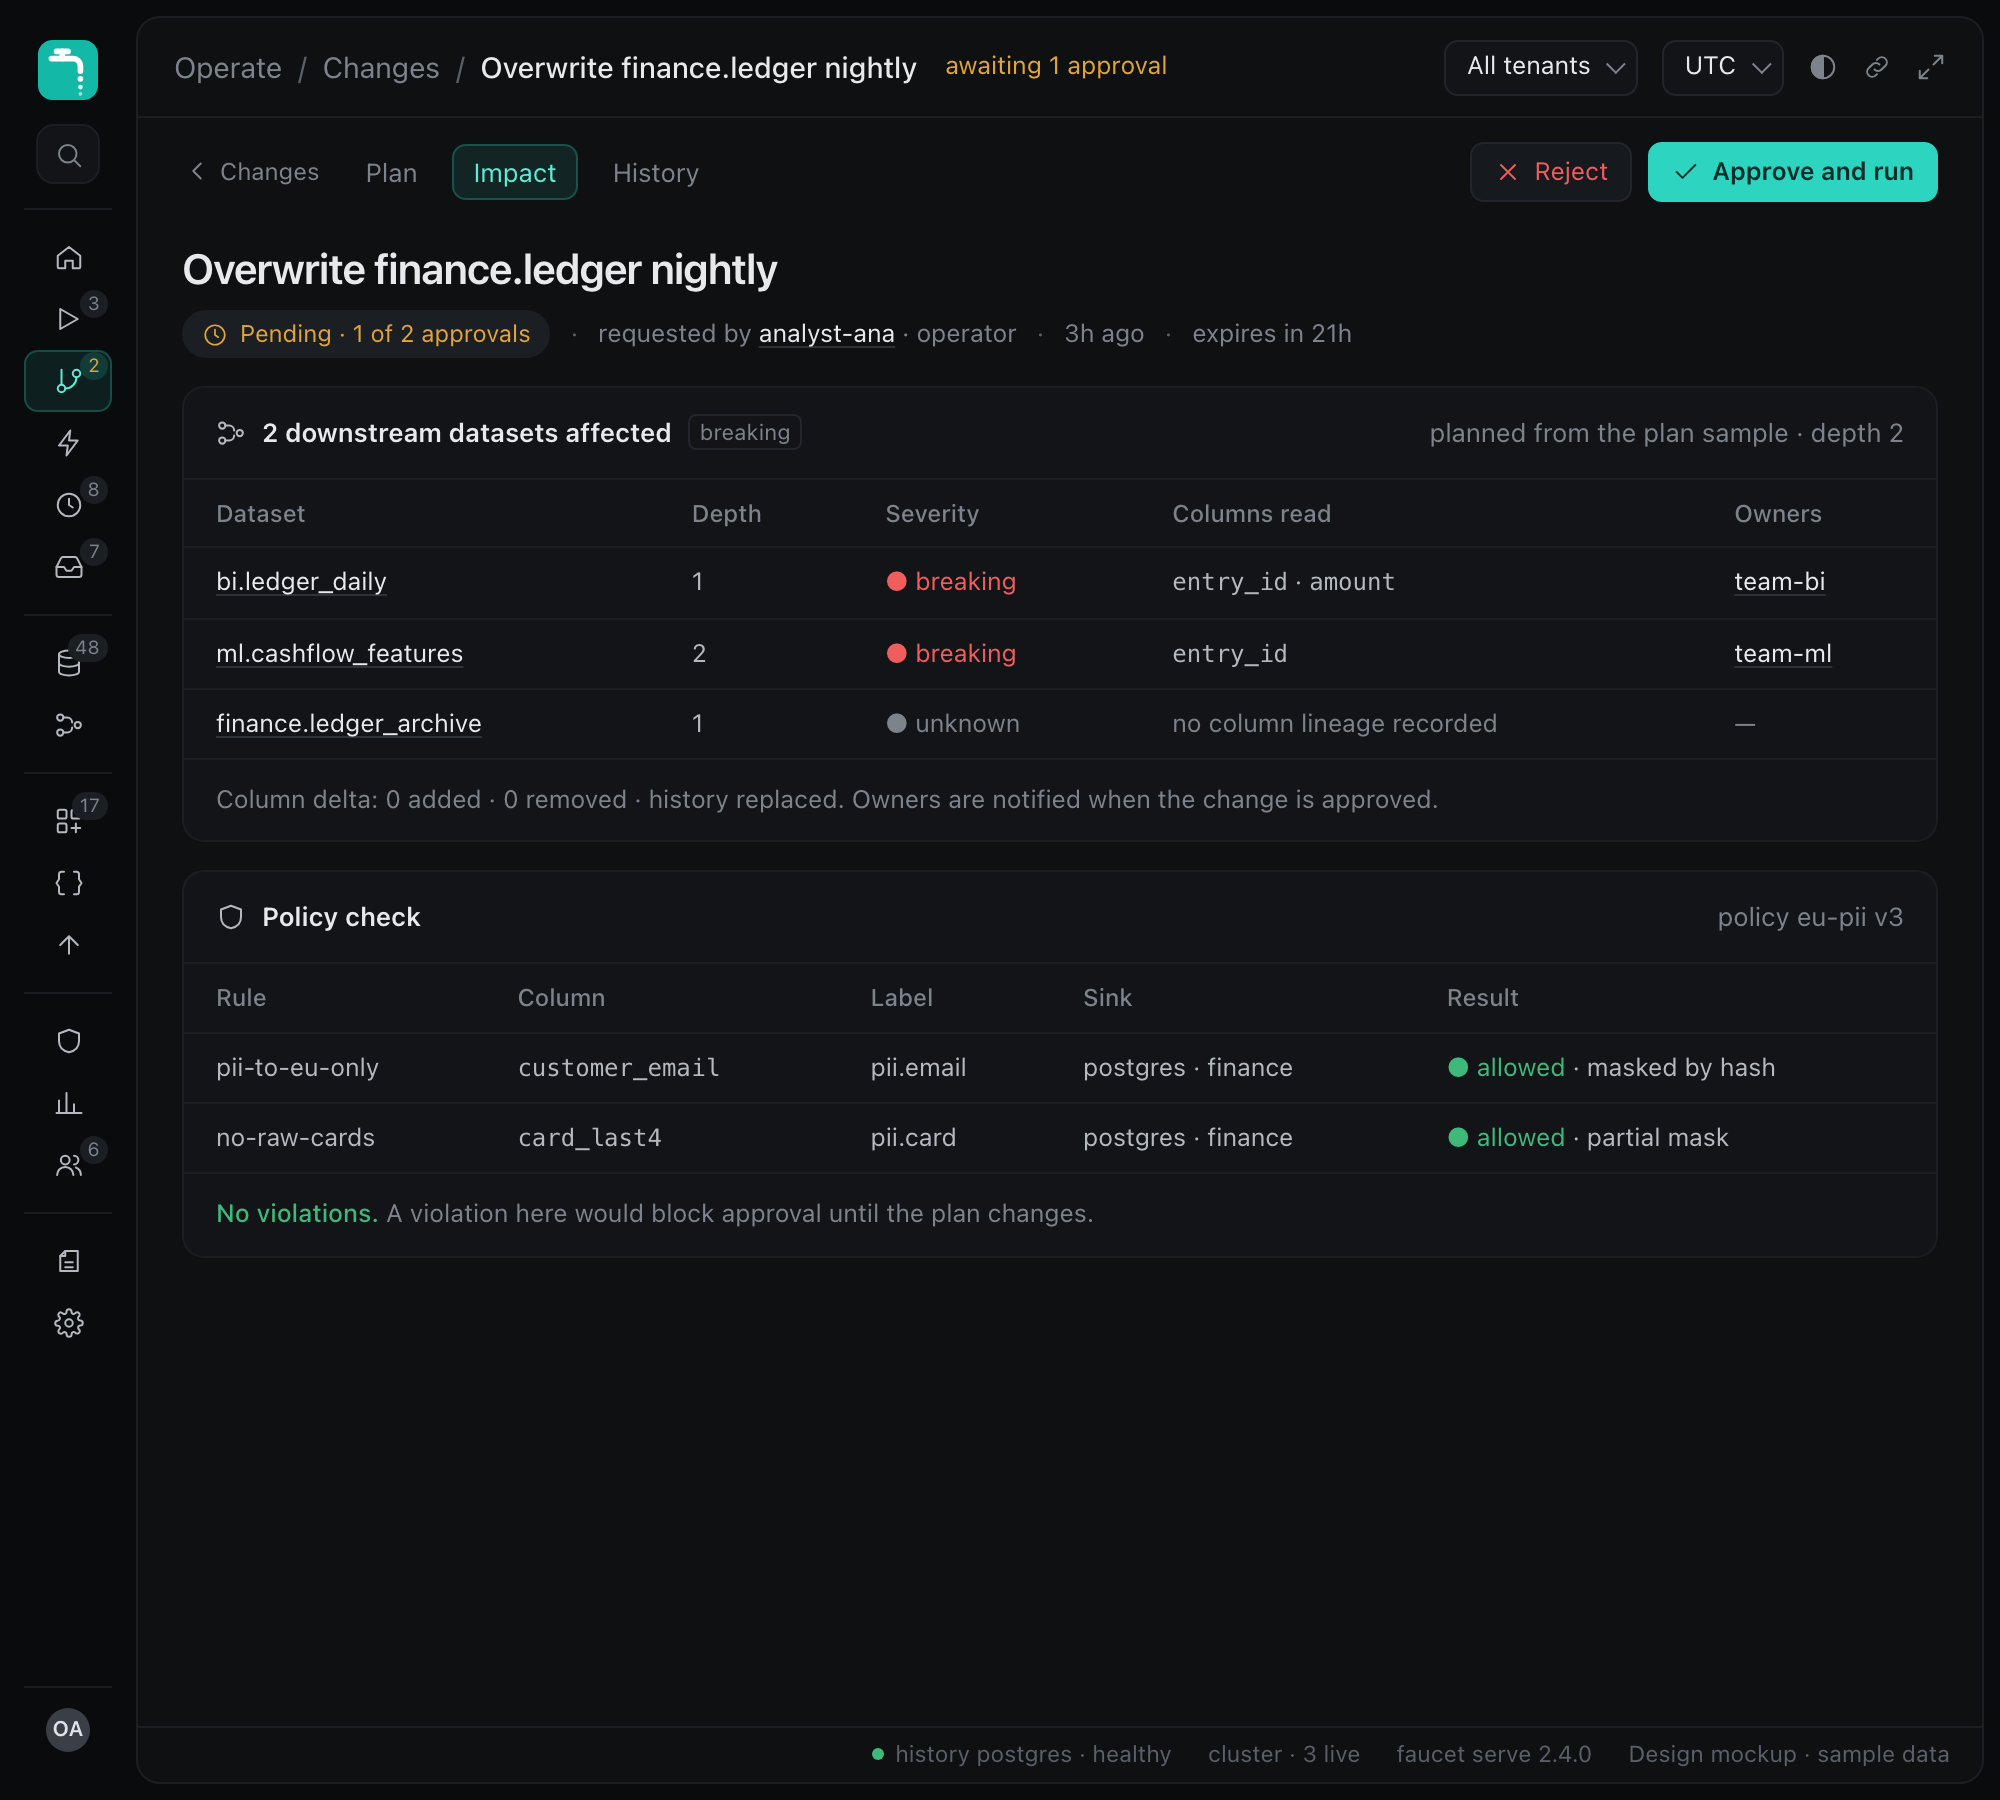 Operate / Changes / Overwrite finance.ledger nightly awaiting 1 approval
All tenants UTC
Changes Plan Impact History
Reject Approve and run
3
2
8
7
48
17
6
OA
Overwrite finance.ledger nightly
Pending · 1 of 2 approvals · requested by analyst-ana · operator · 3h ago · expires in 21h
2 downstream datasets affected breaking planned from the plan sample · depth 2
Dataset Depth Severity Columns read Owners
bi.ledger_daily 1 breaking entry_id · amount team-bi
ml.cashflow_features 2 breaking entry_id team-ml
finance.ledger_archive 1 unknown no column lineage recorded —
Column delta: 0 added · 0 removed · history replaced. Owners are notified when the change is approved.
Policy check policy eu-pii v3
Rule Column Label Sink Result
pii-to-eu-only customer_email pii.email postgres · finance allowed · masked by hash
no-raw-cards card_last4 pii.card postgres · finance allowed · partial mask
No violations. A violation here would block approval until the plan changes.
history postgres · healthy cluster · 3 live faucet serve 2.4.0 Design mockup · sample data